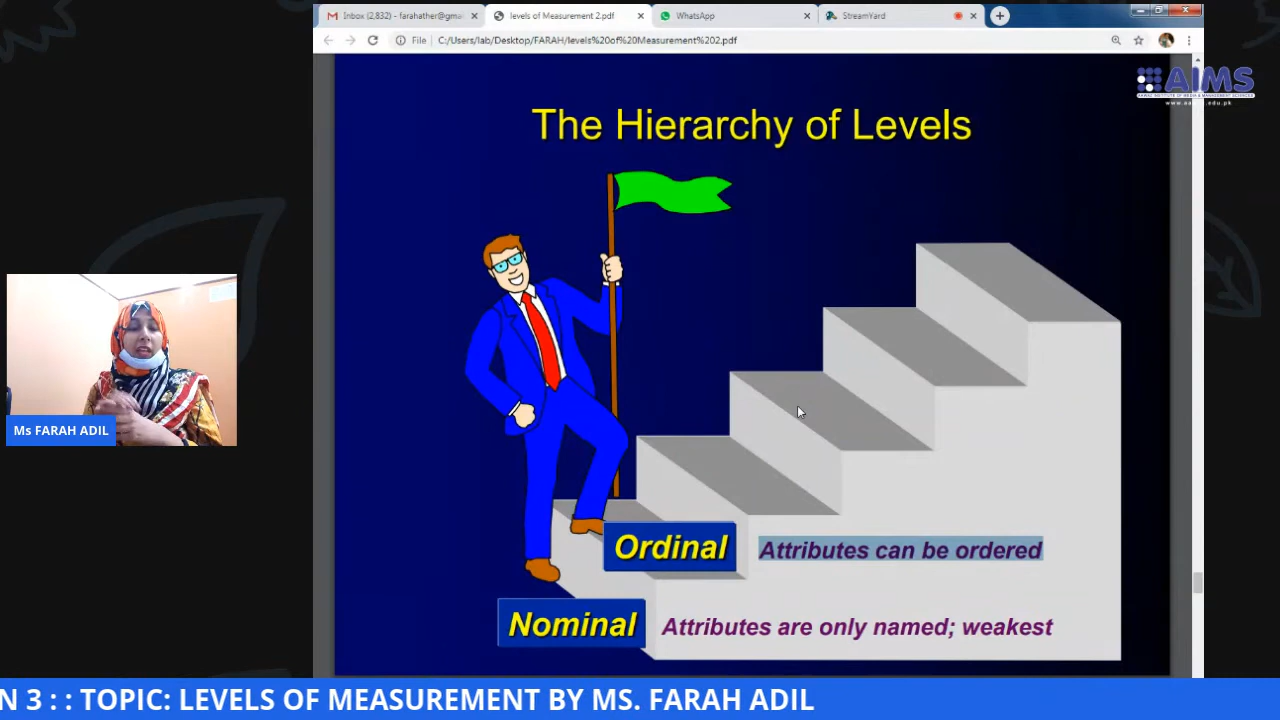 Inbox (2,832) - farahather@gmai
levels of Measurement 2.pdf
WhatsApp
StreamYard
File
C:/Users/lab/Desktop/FARAH/levels%20of%20Measurement%202.pdf
AIMS
The Hierarchy of Levels
Ms FARAH ADIL
Ordinal
Attributes can be ordered
Nominal
Attributes are only named; weakest
N 3 : : TOPIC: LEVELS OF MEASUREMENT BY MS. FARAH ADIL